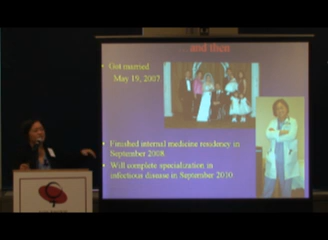 ... and then
• Got married
May 19, 2007
• Finished internal medicine residency in
September 2008.
• Will complete specialization in
infectious disease in September 2010.